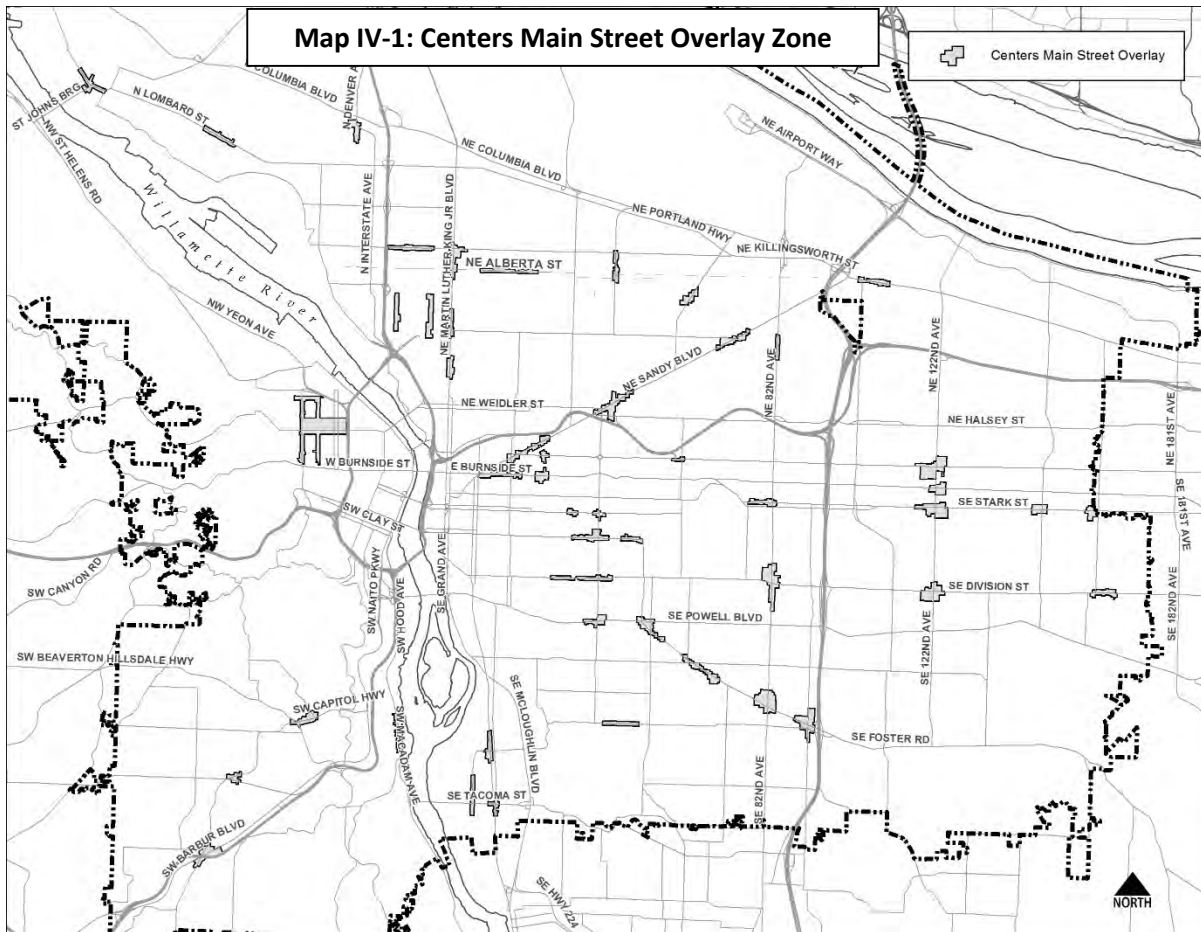 Map IV-1: Centers Main Street Overlay Zone
Centers Main Street Overlay
COLUMBIA BLVD
N DENVER A
N LOMBARD ST
ST JOHNS BRG
NW ST HELENS RD
NE AIRPORT WAY
NE COLUMBIA BLVD
Willamette River
N INTERSTATE AVE
NE MARTIN LUTHER KING JR BLVD
NE PORTLAND HWY
NE KILLINGSWORTH ST
NE ALBERTA ST
NW YEON AVE
NE SANDY BLVD
NE 82ND AVE
NE 122ND AVE
NE WEIDLER ST
NE HALSEY ST
NE 181ST AVE
W BURNSIDE ST
E BURNSIDE ST
SE STARK ST
SE 181ST AVE
SW CLAY ST
SW CANYON RD
SW NAITO PKWY
SW HOOD AVE
SE GRAND AVE
SE DIVISION ST
SE POWELL BLVD
SE 122ND AVE
SE 182ND AVE
SW BEAVERTON HILLSDALE HWY
SW CAPITOL HWY
SE MCLOUGHLIN BLVD
SW MACADAM AVE
SE FOSTER RD
SE TACOMA ST
SE 82ND AVE
SW BARBUR BLVD
SE HWY 224
NORTH